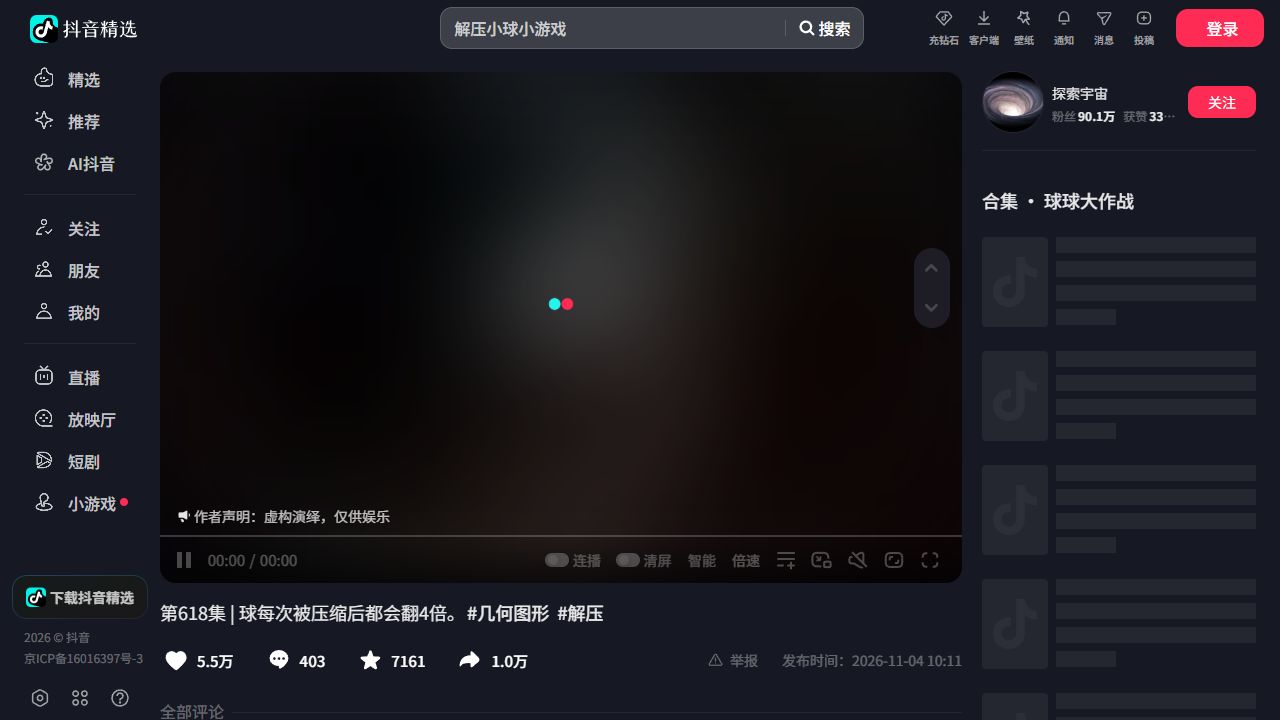 抖音精选
解压小球小游戏
搜索
充钻石
客户端
壁纸
通知
消息
投稿
登录
精选
推荐
AI抖音
关注
朋友
我的
直播
放映厅
短剧
小游戏
下载抖音精选
2026 © 抖音
京ICP备16016397号-3
作者声明：虚构演绎，仅供娱乐
00:00 / 00:00
连播
清屏
智能
倍速
第618集 | 球每次被压缩后都会翻4倍。 #几何图形 #解压
5.5万
403
7161
1.0万
举报
发布时间：2026-11-04 10:11
全部评论
探索宇宙
粉丝90.1万 获赞33···
关注
合集 · 球球大作战